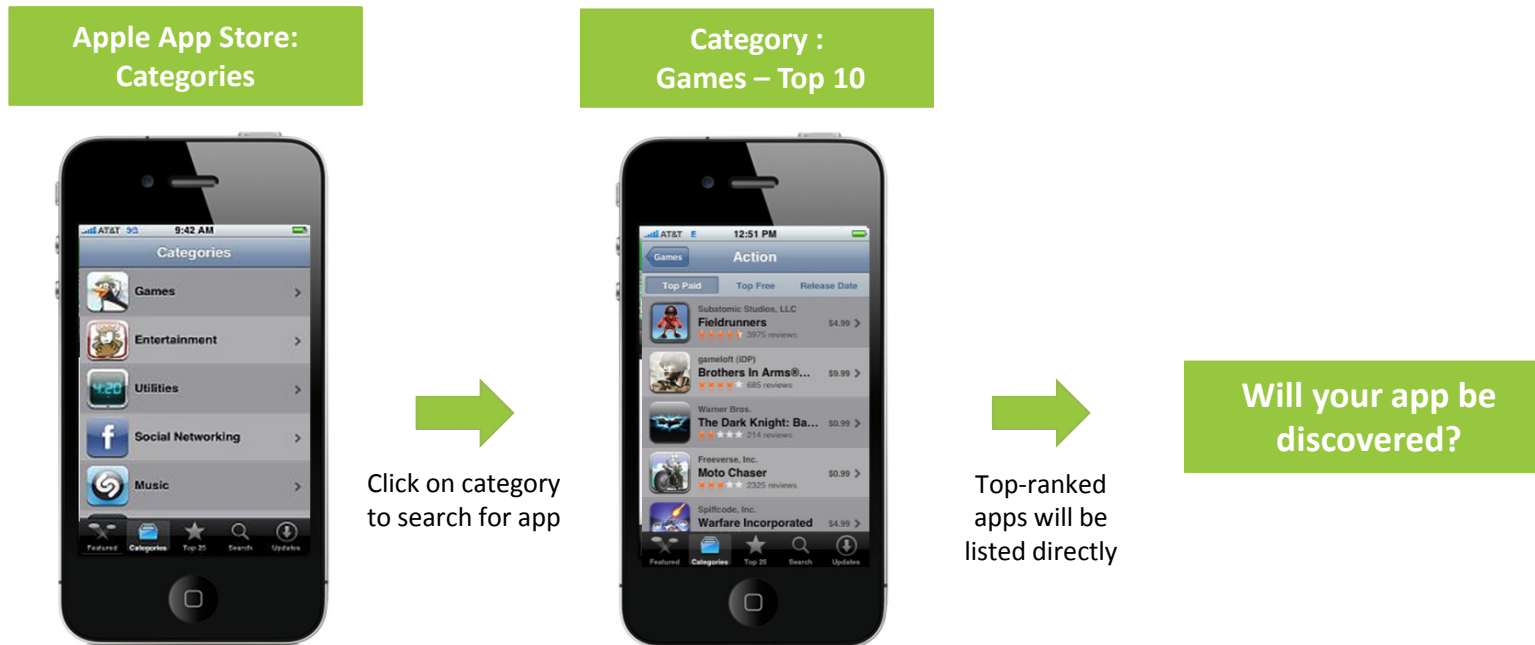 Apple App Store:
Categories
AT&T 3G 9:42 AM
Categories
Games
Entertainment
4:20
Utilities
f
Social Networking
Music
Featured Categories Top 25 Search Updates
Click on category
to search for app
Category :
Games – Top 10
AT&T E 12:51 PM
Games Action
Top Paid Top Free Release Date
Subatomic Studios, LLC
Fieldrunners $4.99
3975 reviews
gameloft (IDP)
Brothers In Arms®... $9.99
685 reviews
Warner Bros.
The Dark Knight: Ba... $0.99
214 reviews
Freeverse, Inc.
Moto Chaser $0.99
2325 reviews
Spiffcode, Inc.
Warfare Incorporated $4.99
Featured Categories Top 25 Search Updates
Top-ranked
apps will be
listed directly
Will your app be
discovered?